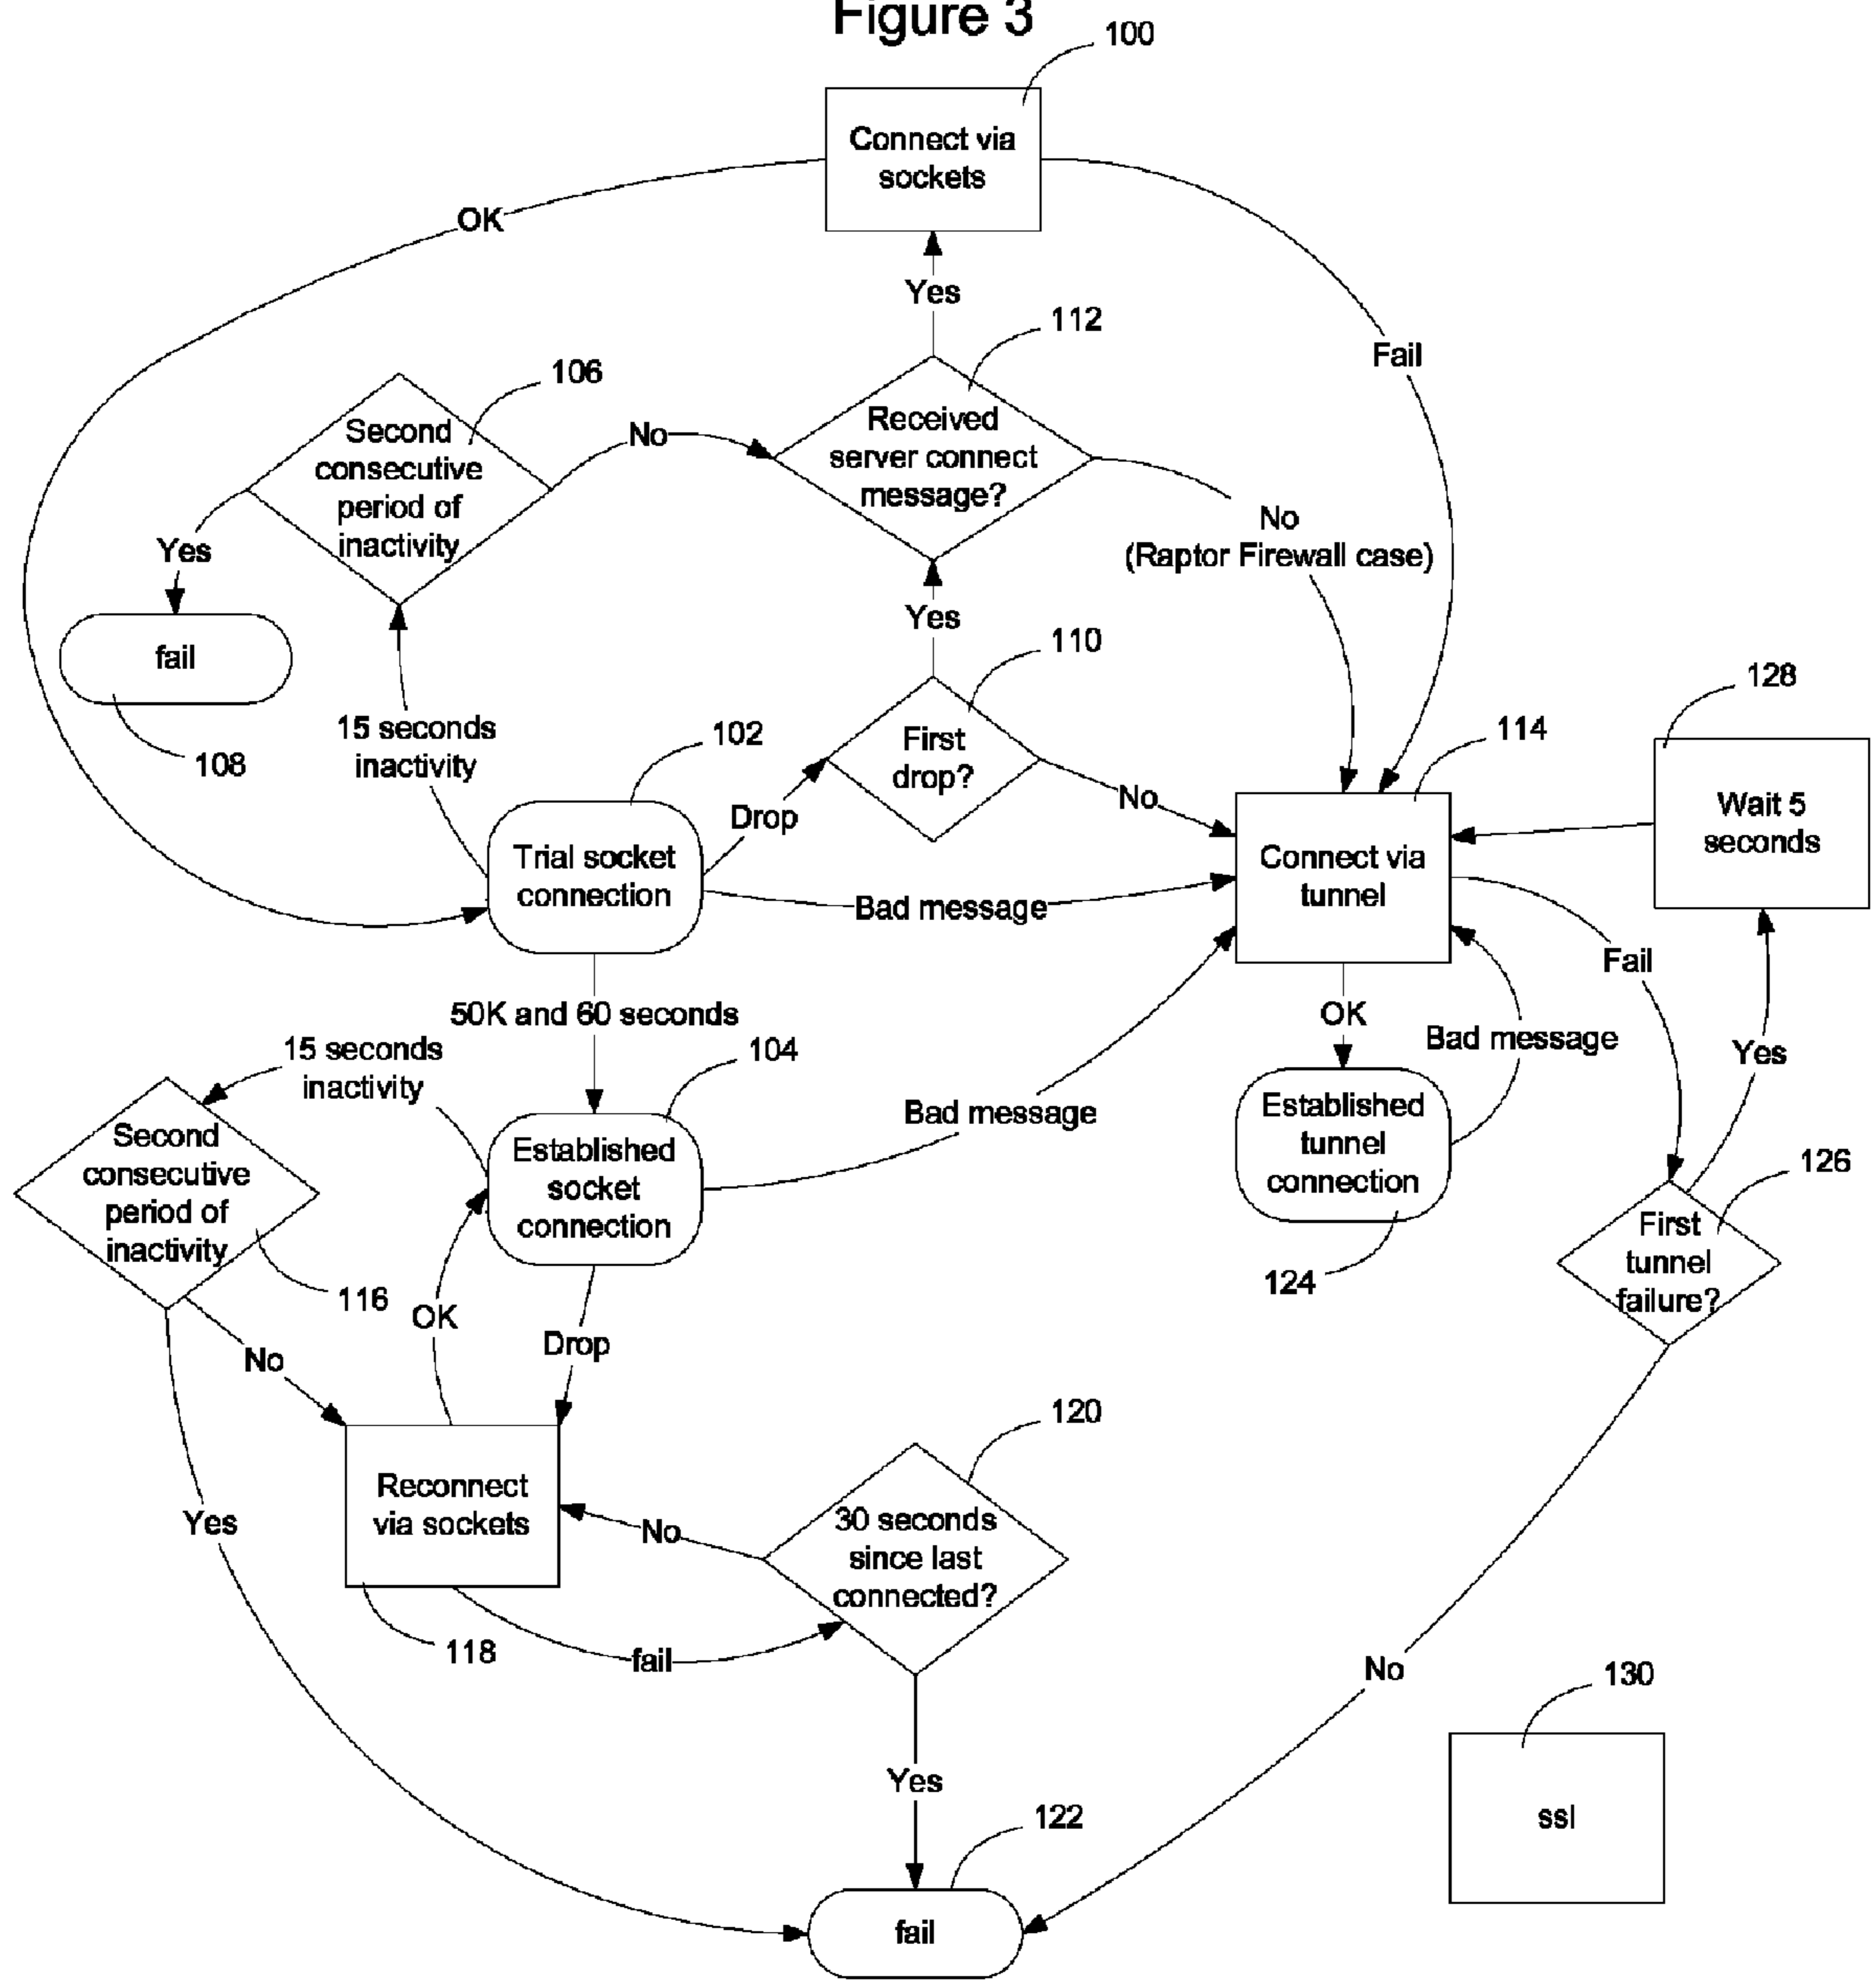 Figure 3
100
Connect via
sockets
OK
Fail
Yes
112
Received
server connect
message?
106
Second
consecutive
period of
inactivity
No
Yes
fail
108
No
(Raptor Firewall case)
Yes
110
First
drop?
15 seconds
inactivity
102
Trial socket
connection
Drop
No
Bad message
114
Connect via
tunnel
128
Wait 5
seconds
Fail
Yes
50K and 60 seconds
OK
Bad message
15 seconds
inactivity
104
Established
socket
connection
Bad message
Established
tunnel
connection
124
126
First
tunnel
failure?
Second
consecutive
period of
inactivity
116
OK
Drop
No
Yes
Reconnect
via sockets
118
No
fail
120
30 seconds
since last
connected?
Yes
No
130
ssl
122
fail